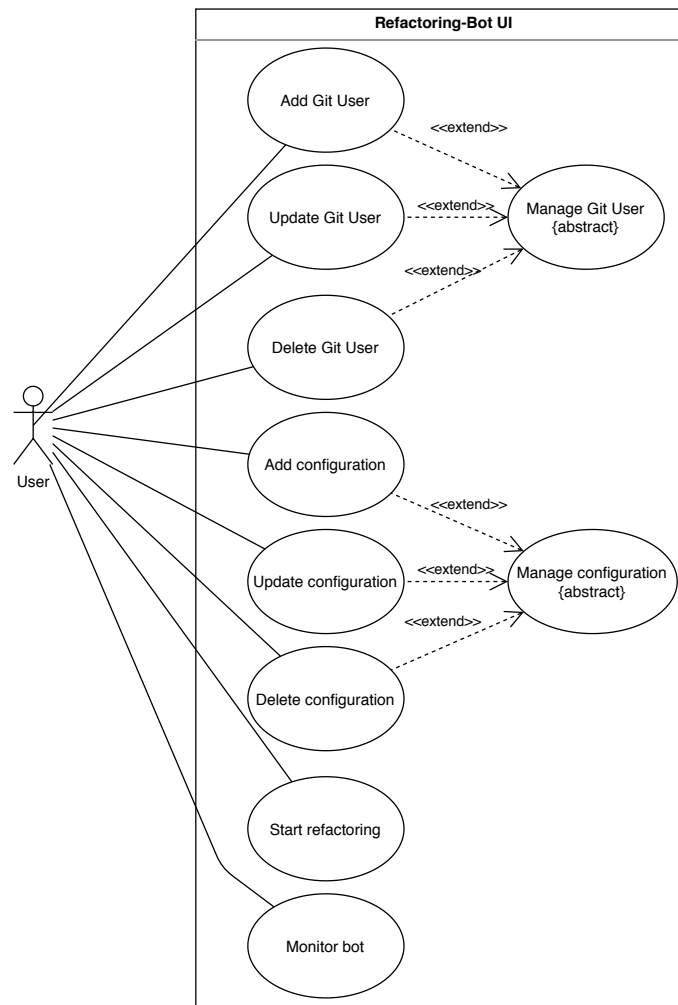 Refactoring-Bot UI
Add Git User
<<extend>>
Update Git User
<<extend>>
Manage Git User
{abstract}
<<extend>>
Delete Git User
User
Add configuration
<<extend>>
Update configuration
<<extend>>
Manage configuration
{abstract}
<<extend>>
Delete configuration
Start refactoring
Monitor bot